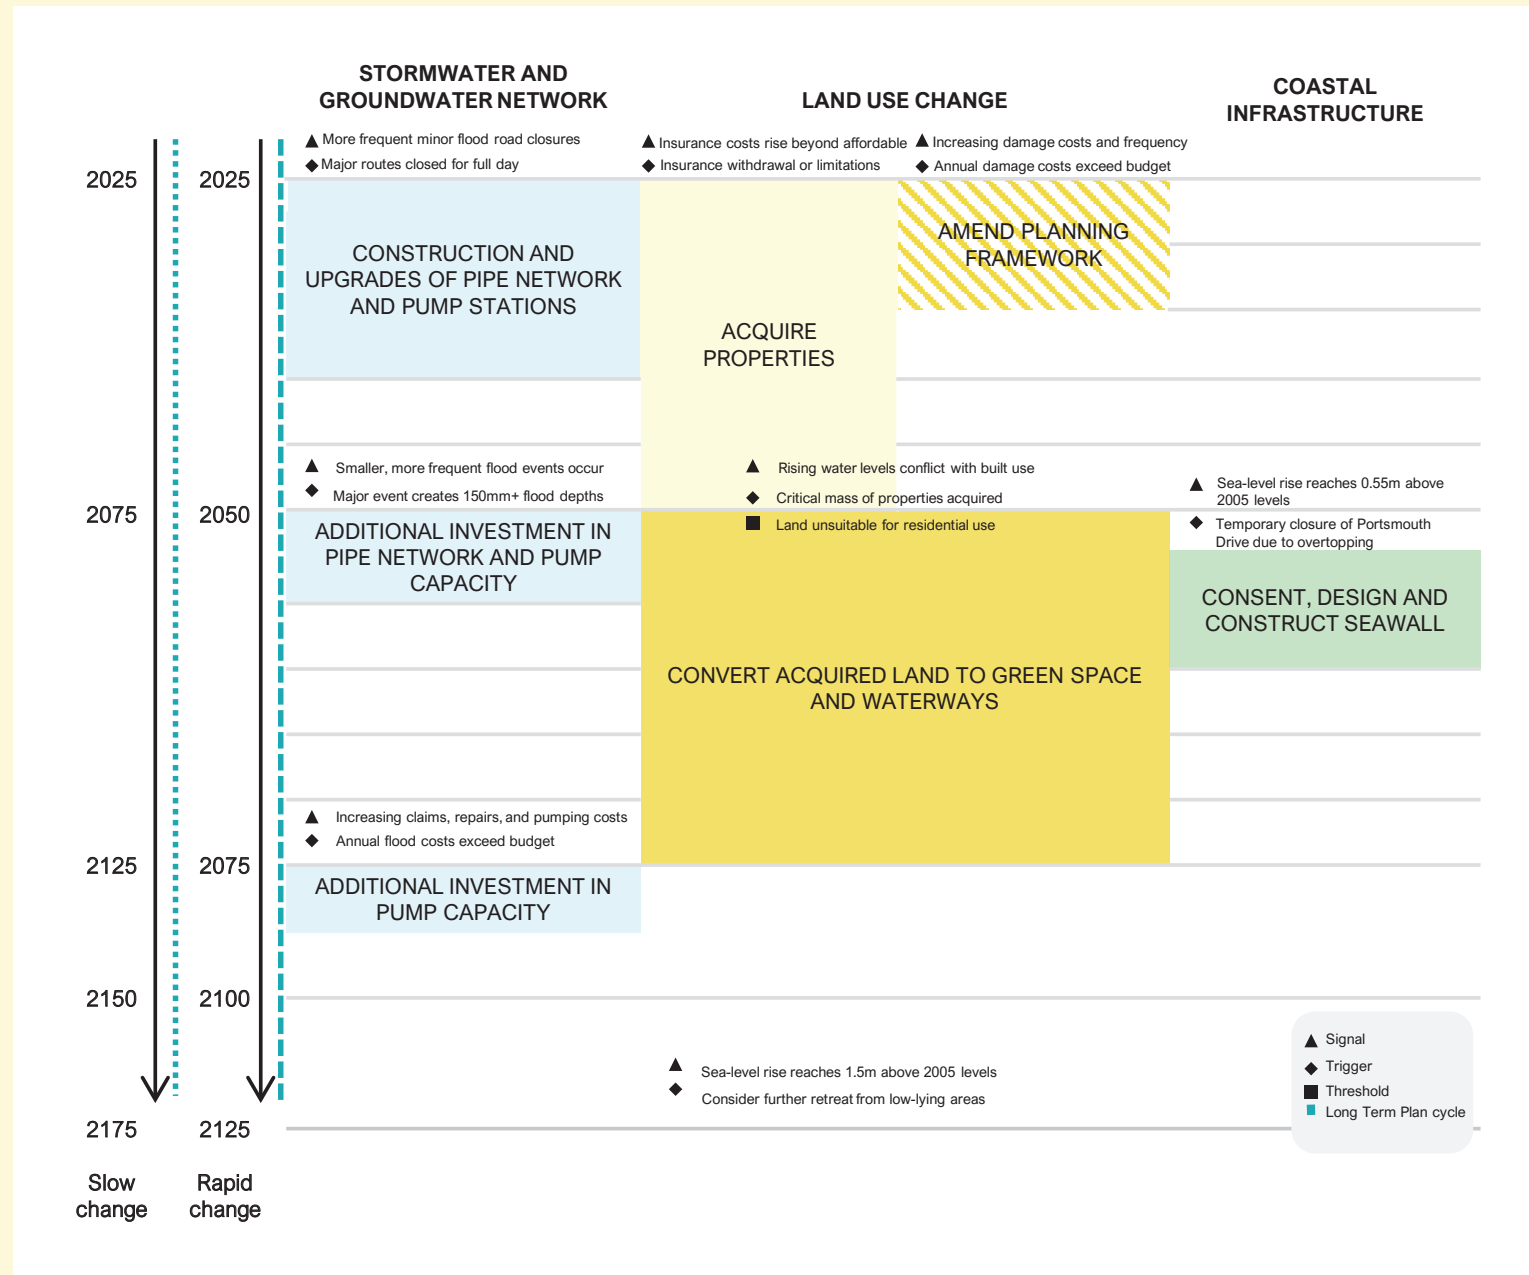 STORMWATER AND
GROUNDWATER NETWORK
LAND USE CHANGE
COASTAL
INFRASTRUCTURE
More frequent minor flood road closures
Major routes closed for full day
Insurance costs rise beyond affordable
Insurance withdrawal or limitations
Increasing damage costs and frequency
Annual damage costs exceed budget
2025
2025
CONSTRUCTION AND
UPGRADES OF PIPE NETWORK
AND PUMP STATIONS
ACQUIRE
PROPERTIES
AMEND PLANNING
FRAMEWORK
Smaller, more frequent flood events occur
Major event creates 150mm+ flood depths
Rising water levels conflict with built use
Critical mass of properties acquired
Land unsuitable for residential use
Sea-level rise reaches 0.55m above
2005 levels
Temporary closure of Portsmouth
Drive due to overtopping
2075
2050
ADDITIONAL INVESTMENT IN
PIPE NETWORK AND PUMP
CAPACITY
CONSENT, DESIGN AND
CONSTRUCT SEAWALL
CONVERT ACQUIRED LAND TO GREEN SPACE
AND WATERWAYS
Increasing claims, repairs, and pumping costs
Annual flood costs exceed budget
2125
2075
ADDITIONAL INVESTMENT IN
PUMP CAPACITY
2150
2100
Sea-level rise reaches 1.5m above 2005 levels
Consider further retreat from low-lying areas
Signal
Trigger
Threshold
Long Term Plan cycle
2175
2125
Slow
change
Rapid
change